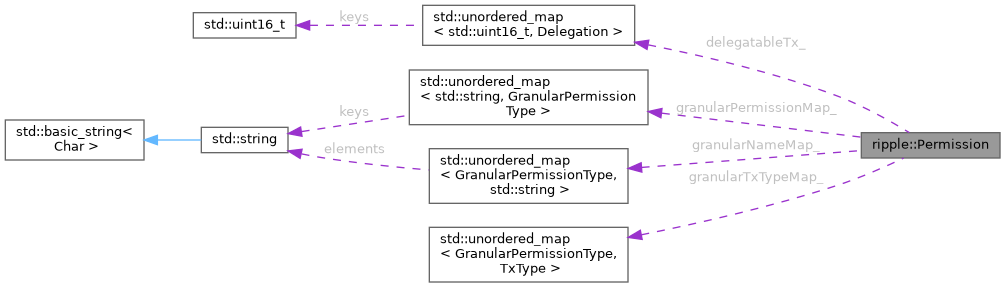 std::uint16_t
keys
std::unordered_map
< std::uint16_t, Delegation >
delegatableTx_
std::unordered_map
< std::string, GranularPermission
Type >
keys
granularPermissionMap_
std::basic_string<
Char >
std::string
elements
std::unordered_map
< GranularPermissionType,
std::string >
granularNameMap_
ripple::Permission
granularTxTypeMap_
std::unordered_map
< GranularPermissionType,
TxType >